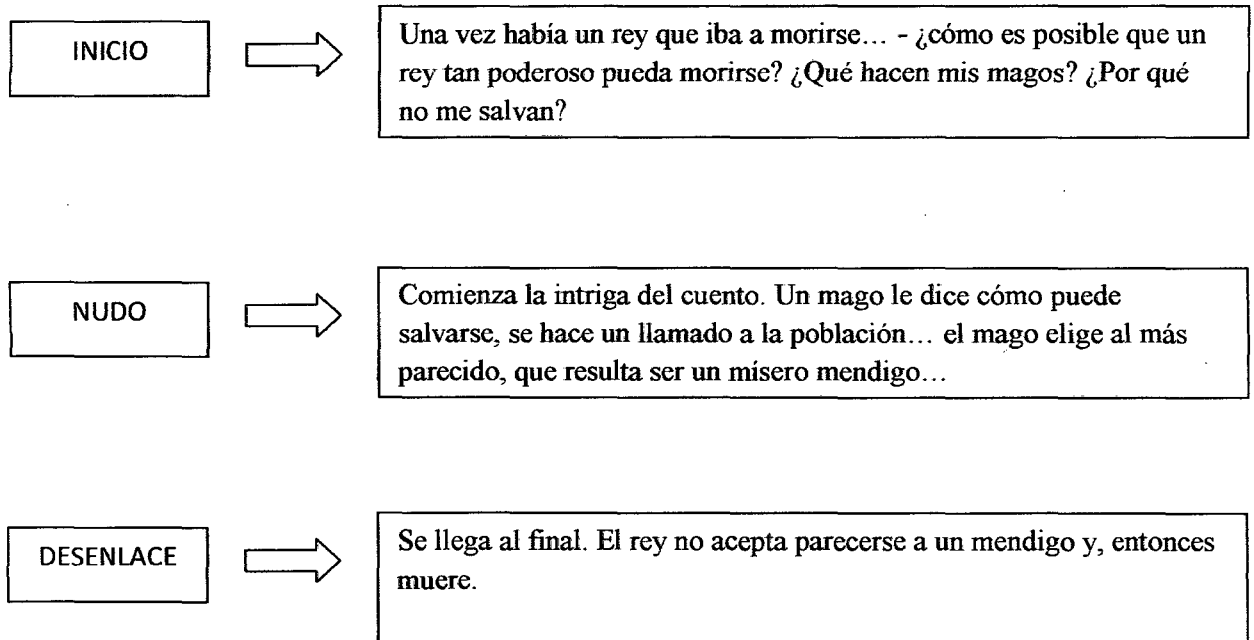 INICIO
Una vez había un rey que iba a morirse… - ¿cómo es posible que un
rey tan poderoso pueda morirse? ¿Qué hacen mis magos? ¿Por qué
no me salvan?
NUDO
Comienza la intriga del cuento. Un mago le dice cómo puede
salvarse, se hace un llamado a la población… el mago elige al más
parecido, que resulta ser un mísero mendigo…
DESENLACE
Se llega al final. El rey no acepta parecerse a un mendigo y, entonces
muere.